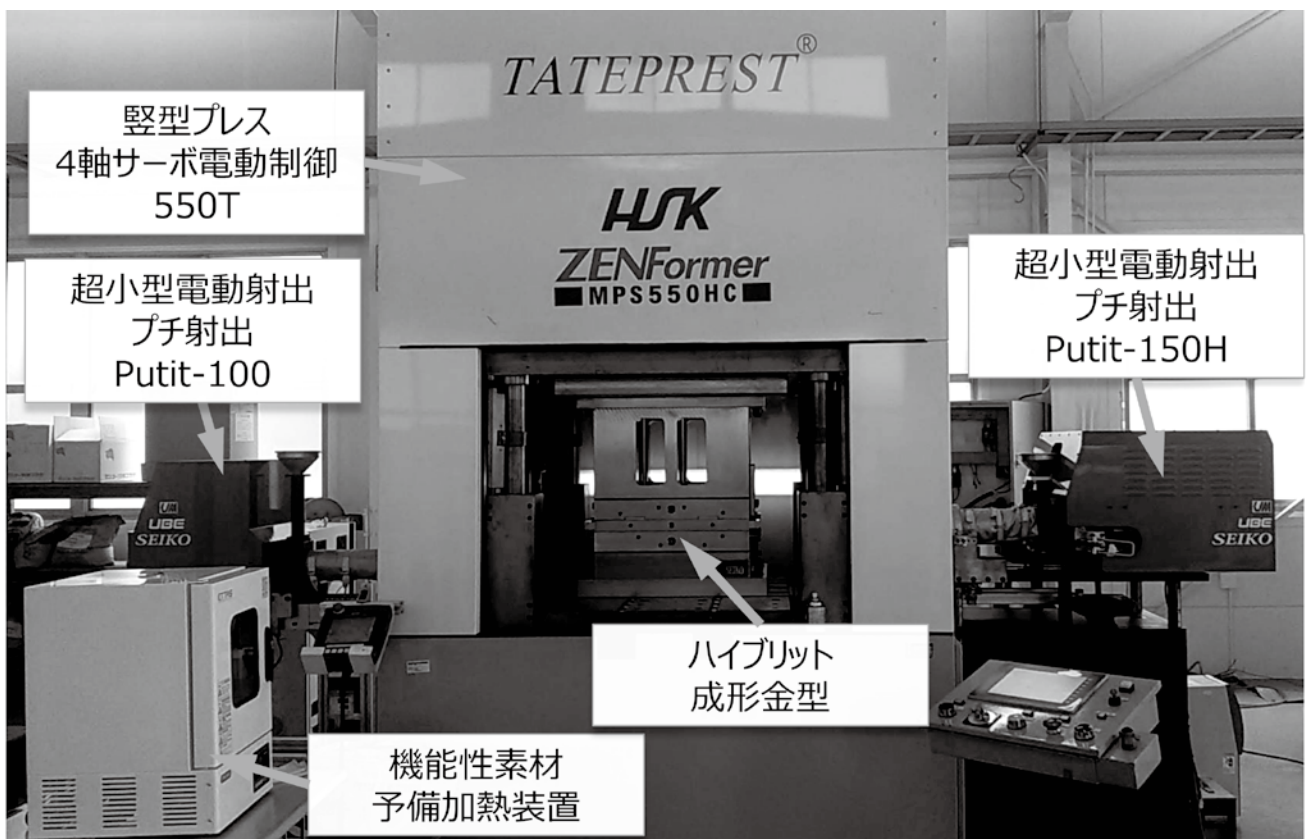 TATEPREST®
竪型プレス
4軸サーボ電動制御
550T
HSK
ZENFormer
MPS550HC
超小型電動射出
プチ射出
Putit-100
超小型電動射出
プチ射出
Putit-150H
UBE
SEIKO
UBE
SEIKO
ハイブリット
成形金型
機能性素材
予備加熱装置